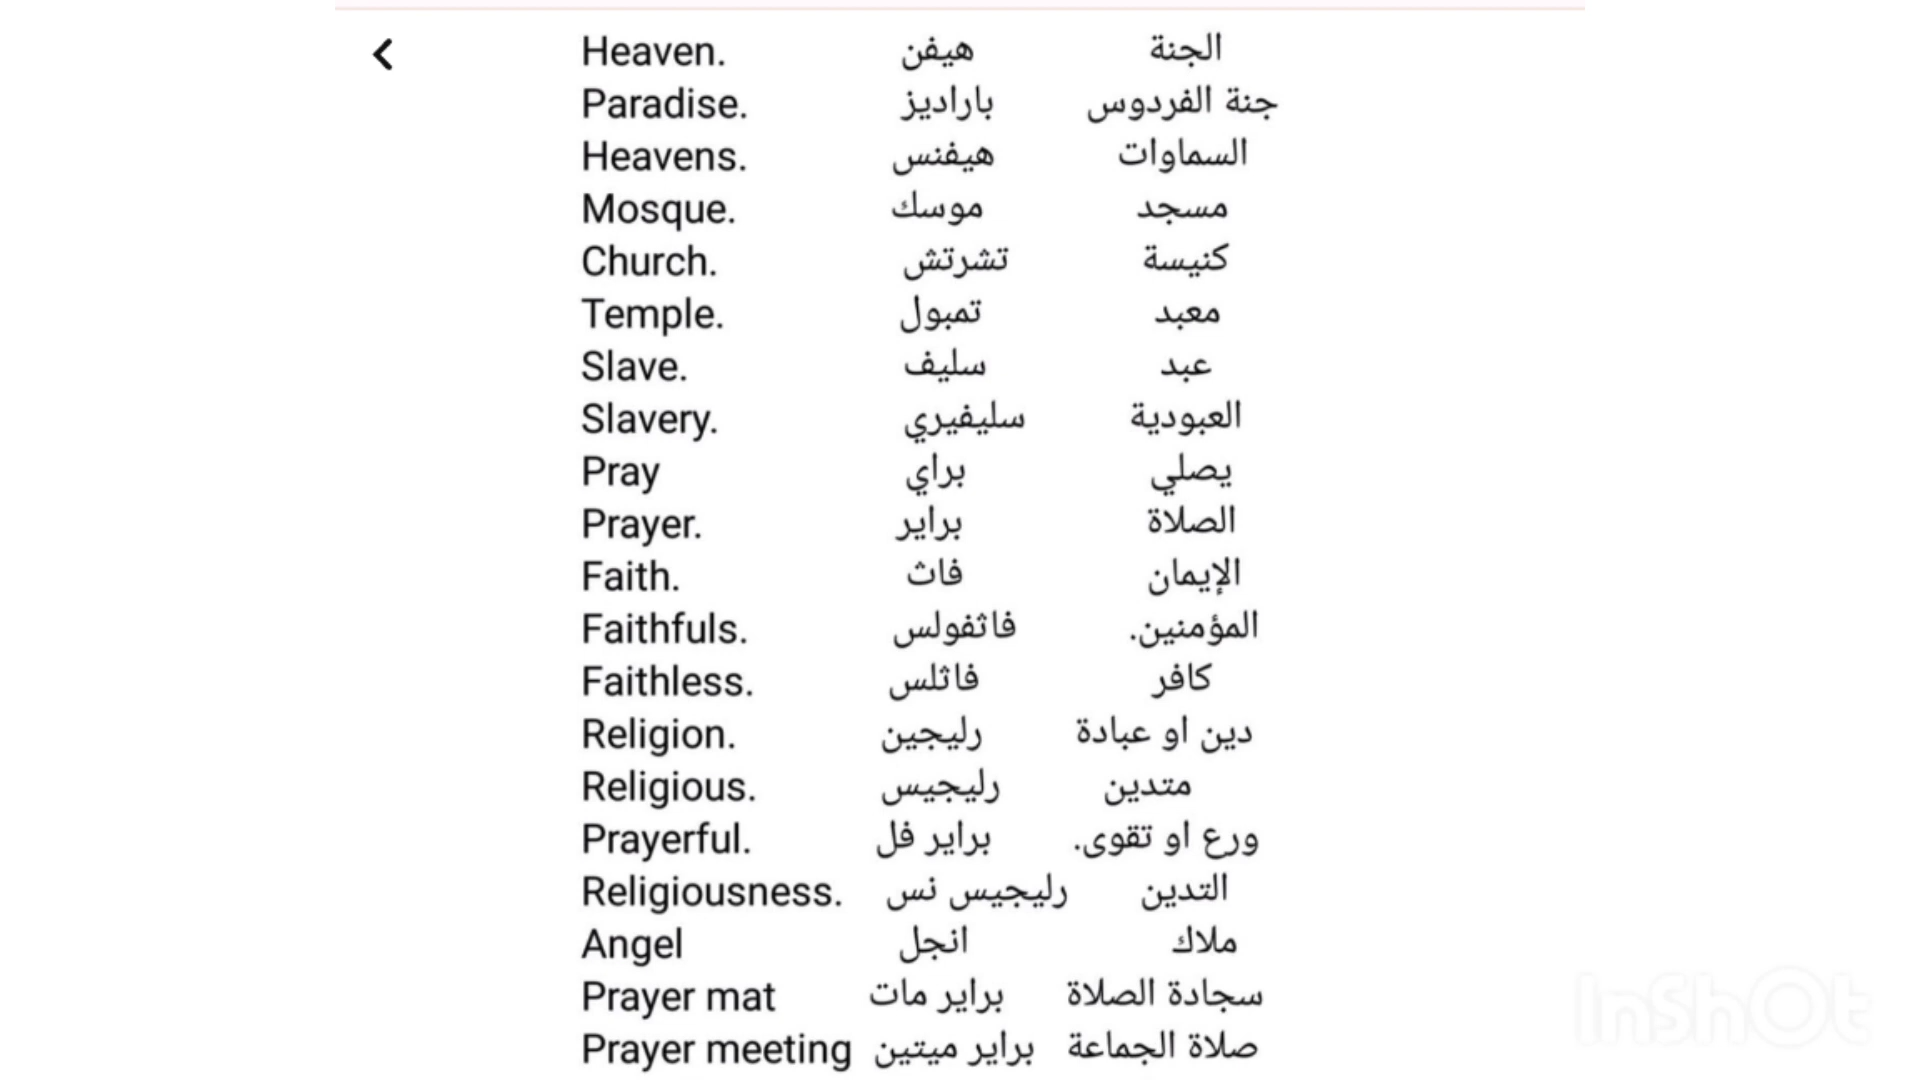 Heaven. هيفن الجنة
Paradise. باراديز جنة الفردوس
Heavens. هيفنس السماوات
Mosque. موسك مسجد
Church. تشرتش كنيسة
Temple. تمبول معبد
Slave. سليف عبد
Slavery. سليفيري العبودية
Pray براي يصلي
Prayer. براير الصلاة
Faith. فاث الإيمان
Faithfuls. فاثفولس المؤمنين.
Faithless. فاثلس كافر
Religion. رليجين دين او عبادة
Religious. رليجيس متدين
Prayerful. براير فل ورع او تقوى.
Religiousness. رليجيس نس التدين
Angel انجل ملاك
Prayer mat براير مات سجادة الصلاة
Prayer meeting براير ميتين صلاة الجماعة
InShOt